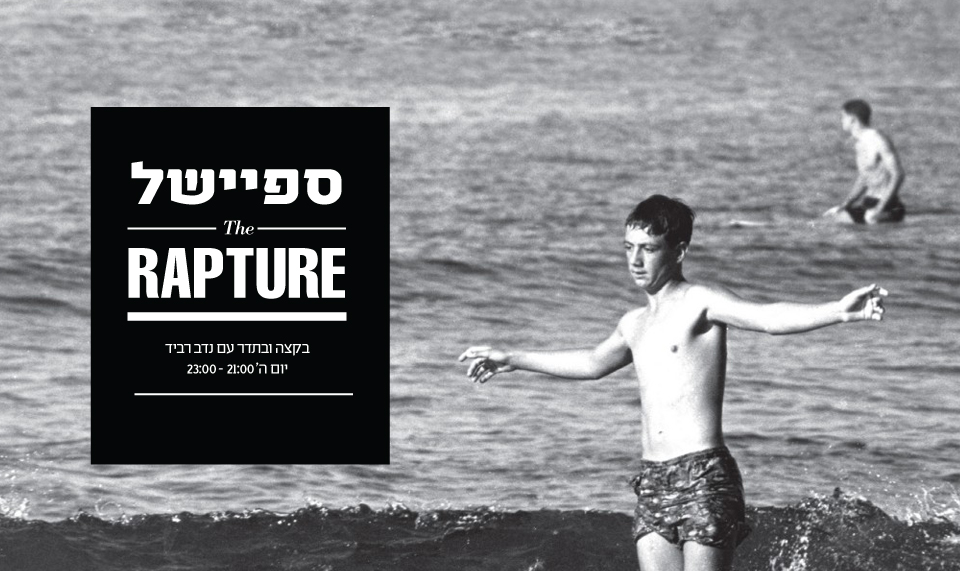 ספיישל
The
RAPTURE
בקצה ובתדר עם נדב רביד
יום ה' 21:00 - 23:00